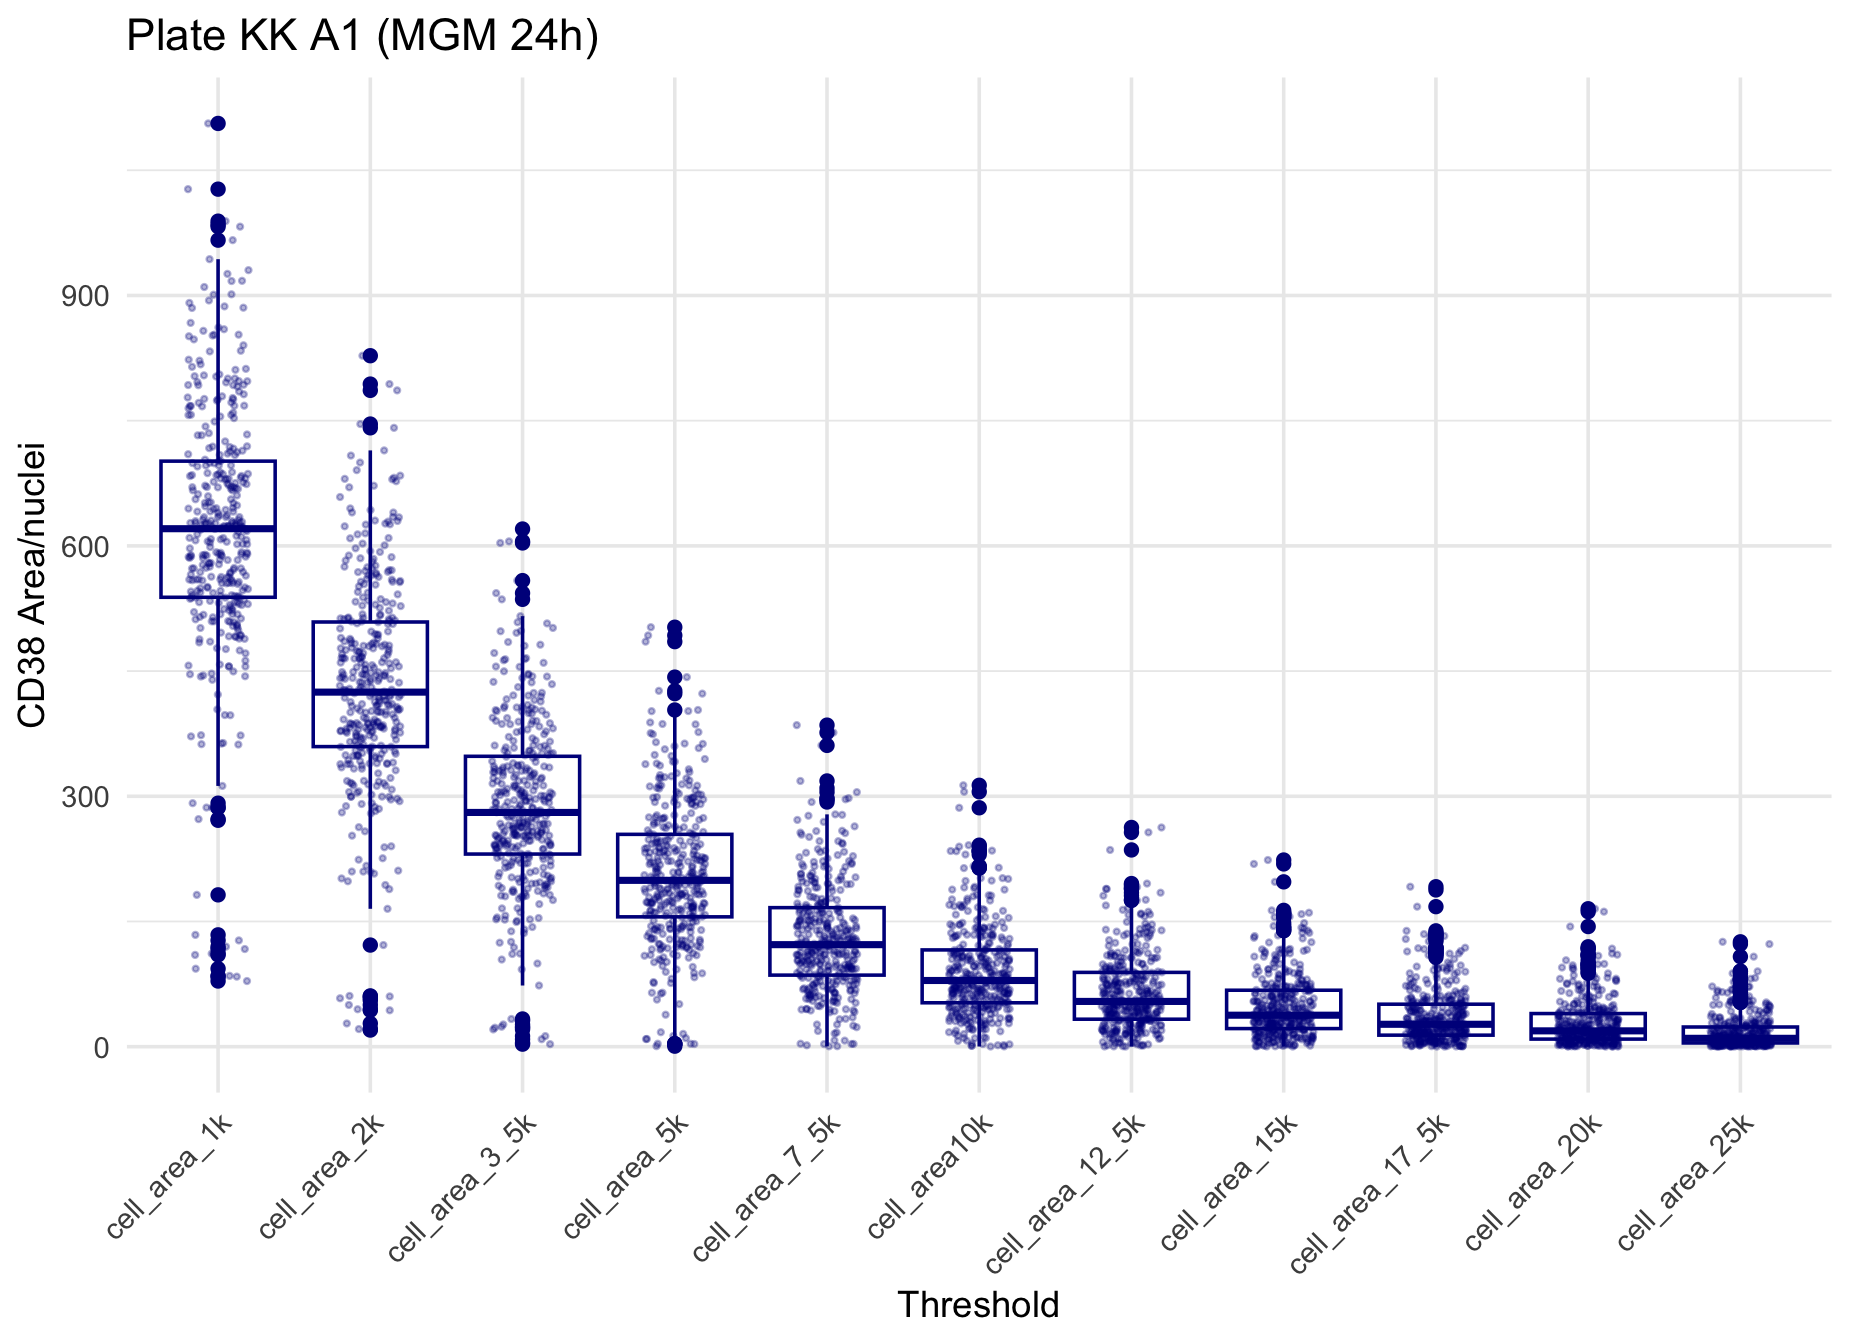 Plate KK A1 (MGM 24h)
CD38 Area/nuclei
900
600
300
0
cell_area_1k
cell_area_2k
cell_area_3_5k
cell_area_5k
cell_area_7_5k
cell_area10k
cell_area_12_5k
cell_area_15k
cell_area_17_5k
cell_area_20k
cell_area_25k
Threshold